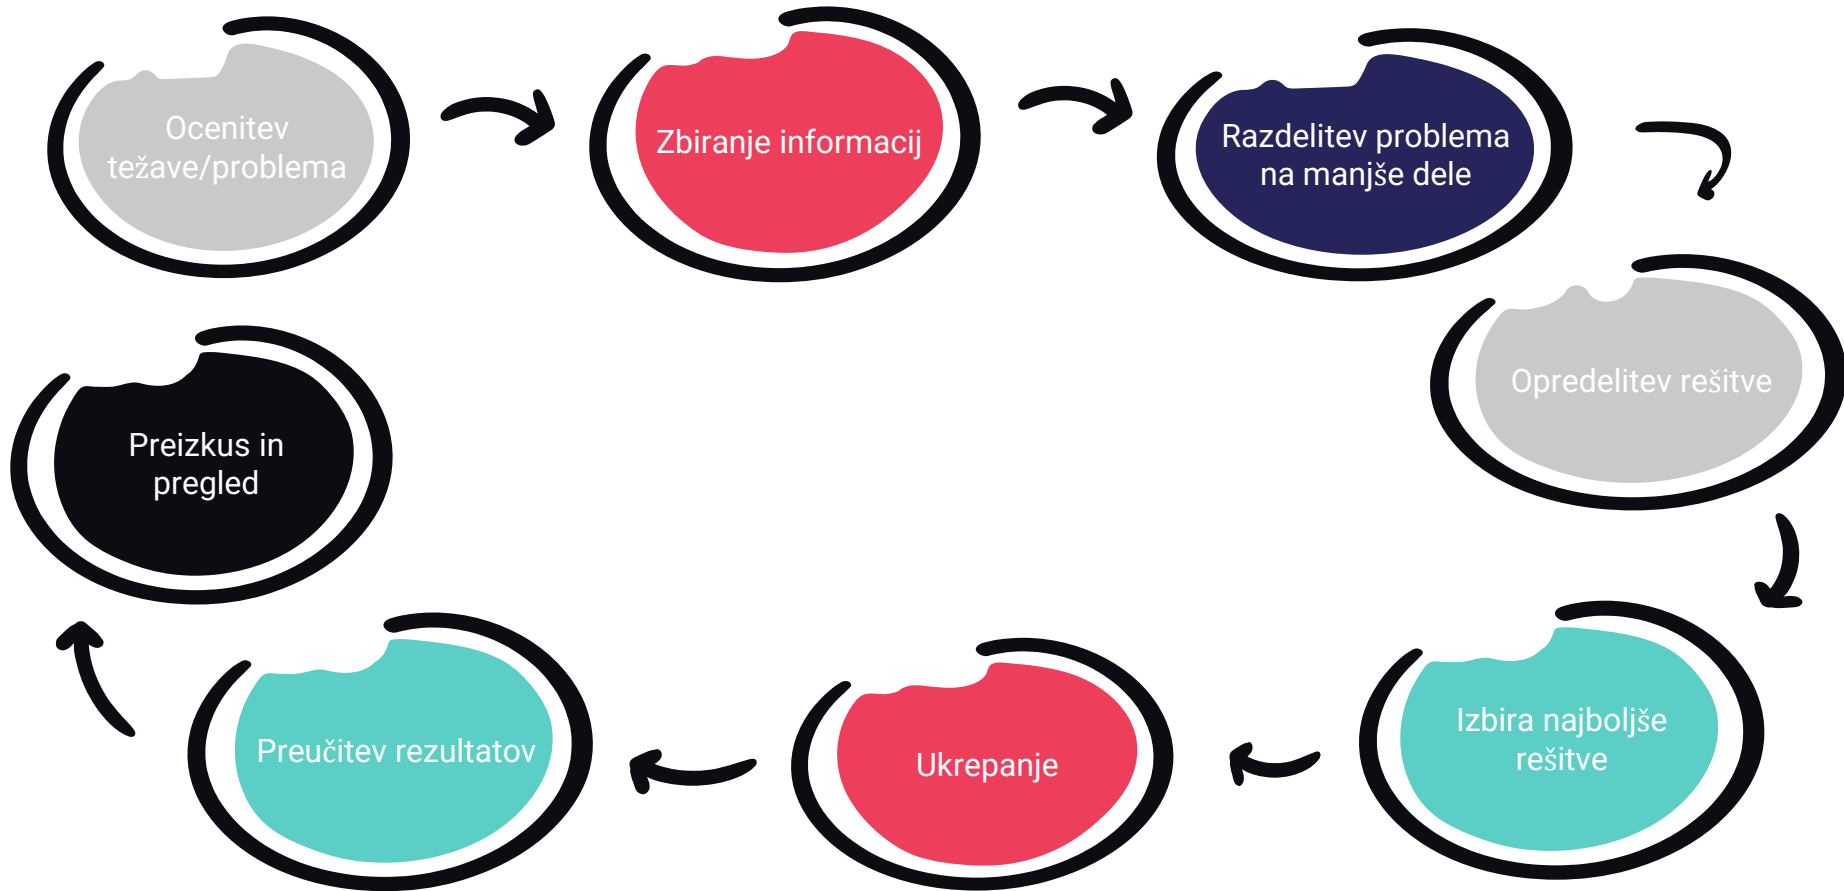 Ocenitev
težave/problema
Zbiranje informacij
Razdelitev problema
na manjše dele
Opredelitev rešitve
Izbira najboljše
rešitve
Ukrepanje
Preučitev rezultatov
Preizkus in
pregled